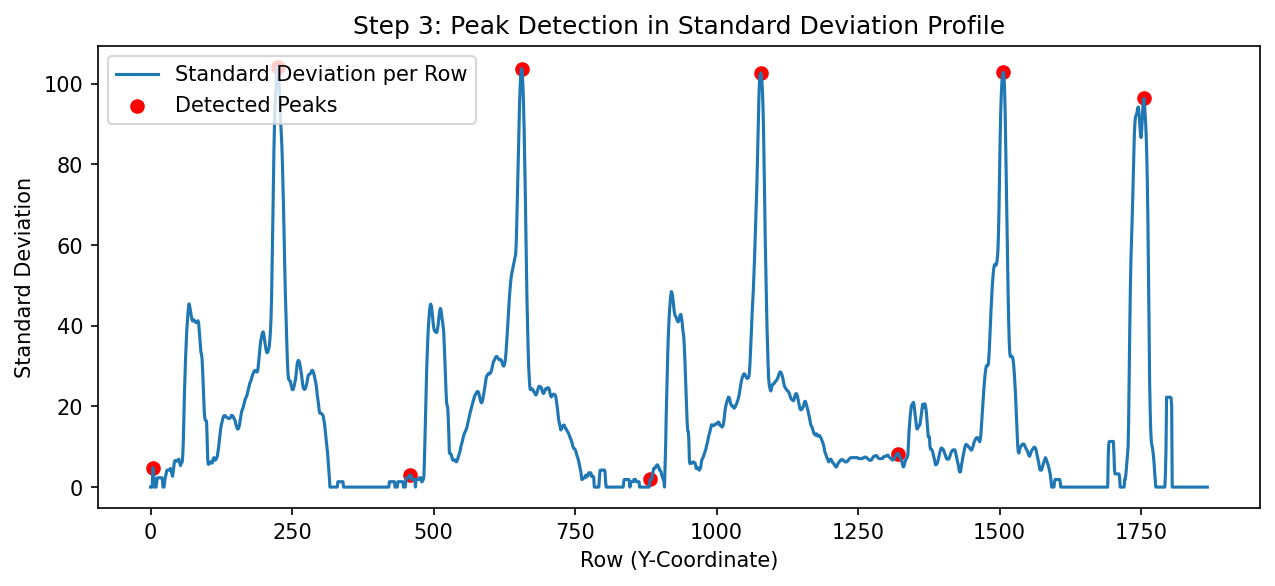 Step 3: Peak Detection in Standard Deviation Profile
Standard Deviation per Row
Detected Peaks
Standard Deviation
100
80
60
40
20
0
0 250 500 750 1000 1250 1500 1750
Row (Y-Coordinate)